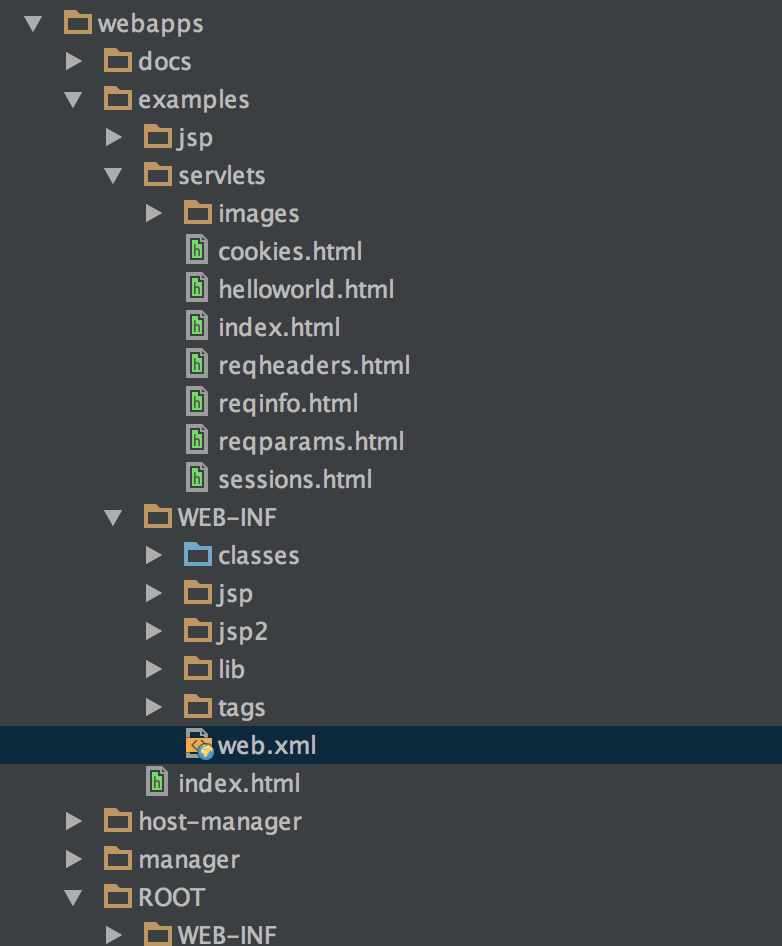 webapps
docs
examples
jsp
servlets
images
cookies.html
helloworld.html
index.html
reqheaders.html
reqinfo.html
reqparams.html
sessions.html
WEB-INF
classes
jsp
jsp2
lib
tags
web.xml
index.html
host-manager
manager
ROOT
WEB-INF